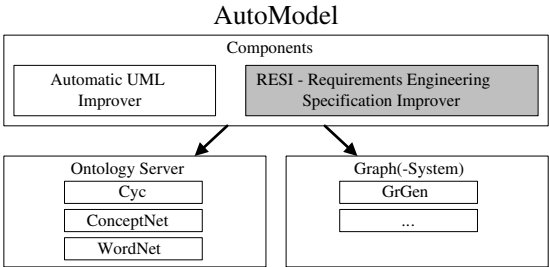 AutoModel
Components
Automatic UML
Improver
RESI - Requirements Engineering
Specification Improver
Ontology Server
Cyc
ConceptNet
WordNet
Graph(-System)
GrGen
...